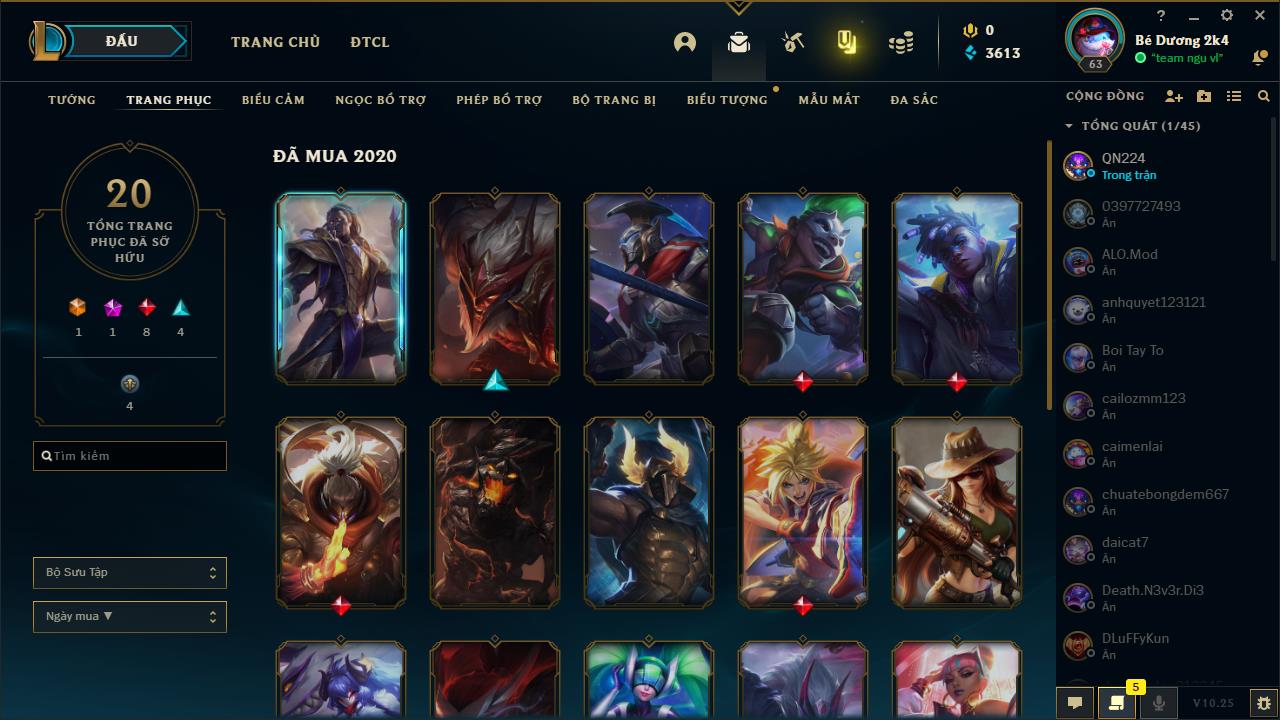 ĐẤU
TRANG CHỦ
ĐTCL
0
3613
?
63
Bé Dương 2k4
"team ngu vl"
TƯỚNG
TRANG PHỤC
BIỂU CẢM
NGỌC BỔ TRỢ
PHÉP BỔ TRỢ
BỘ TRANG BỊ
BIỂU TƯỢNG
MẪU MẮT
ĐA SẮC
CỘNG ĐỒNG
TỔNG QUÁT (1/45)
20
TỔNG TRANG
PHỤC ĐÃ SỞ
HỮU
1
1
8
4
4
Tìm kiếm
Bộ Sưu Tập
Ngày mua ▼
ĐÃ MUA 2020
QN224
Trong trận
0397727493
Ẩn
ALO.Mod
Ẩn
anhquyet123121
Ẩn
Boi Tay To
Ẩn
cailozmm123
Ẩn
caimenlai
Ẩn
chuatebongdem667
Ẩn
daicat7
Ẩn
Death.N3v3r.Di3
Ẩn
DLuFFyKun
Ẩn
5
V10.25